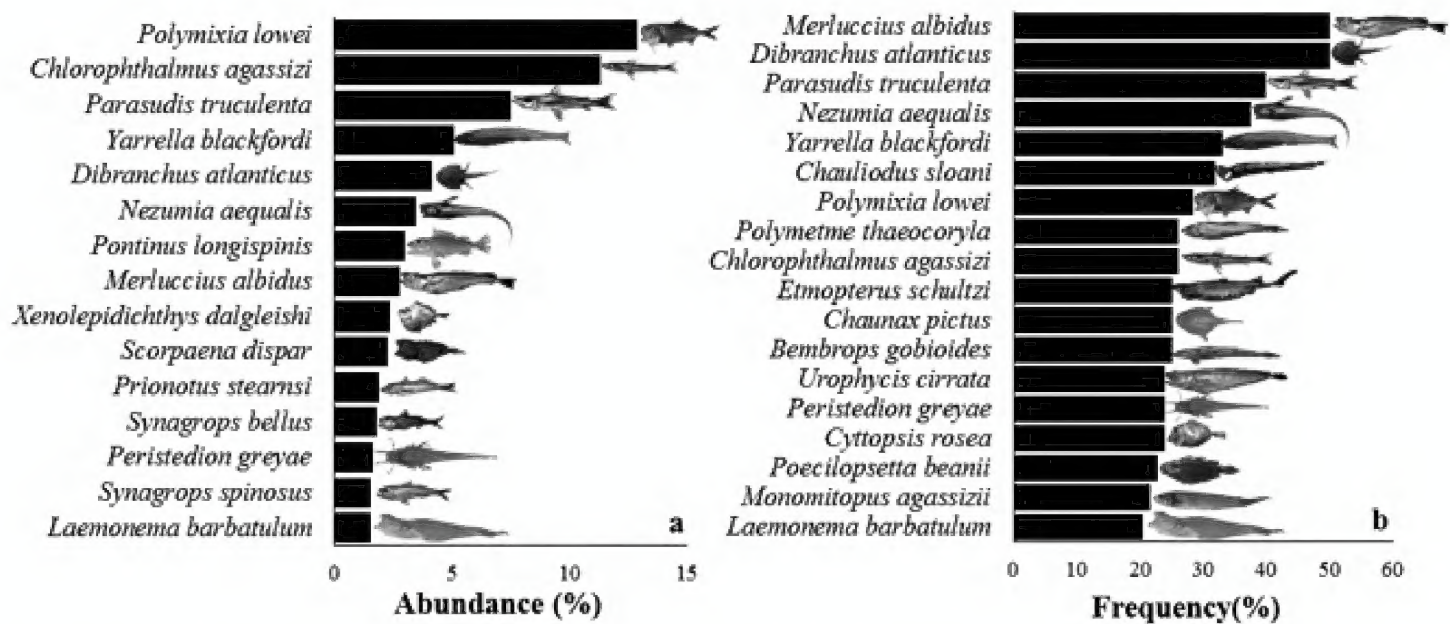 Polymixia lowei
Chlorophthalmus agassizi
Parasudis truculenta
Yarrella blackfordi
Dibranchus atlanticus
Nezumia aequalis
Pontinus longispinis
Merluccius albidus
Xenolepidichthys dalgleishi
Scorpaena dispar
Prionotus stearnsi
Synagrops bellus
Peristedion greyae
Synagrops spinosus
Laemonema barbatulum
a
0 5 10 15
Abundance (%)
Merluccius albidus
Dibranchus atlanticus
Parasudis truculenta
Nezumia aequalis
Yarrella blackfordi
Chauliodus sloani
Polymixia lowei
Polymetme thaeocoryla
Chlorophthalmus agassizi
Etmopterus schultzi
Chaunax pictus
Bembrops gobioides
Urophycis cirrata
Peristedion greyae
Cyttopsis rosea
Poecilopsetta beanii
Monomitopus agassizii
Laemonema barbatulum
b
0 10 20 30 40 50 60
Frequency(%)